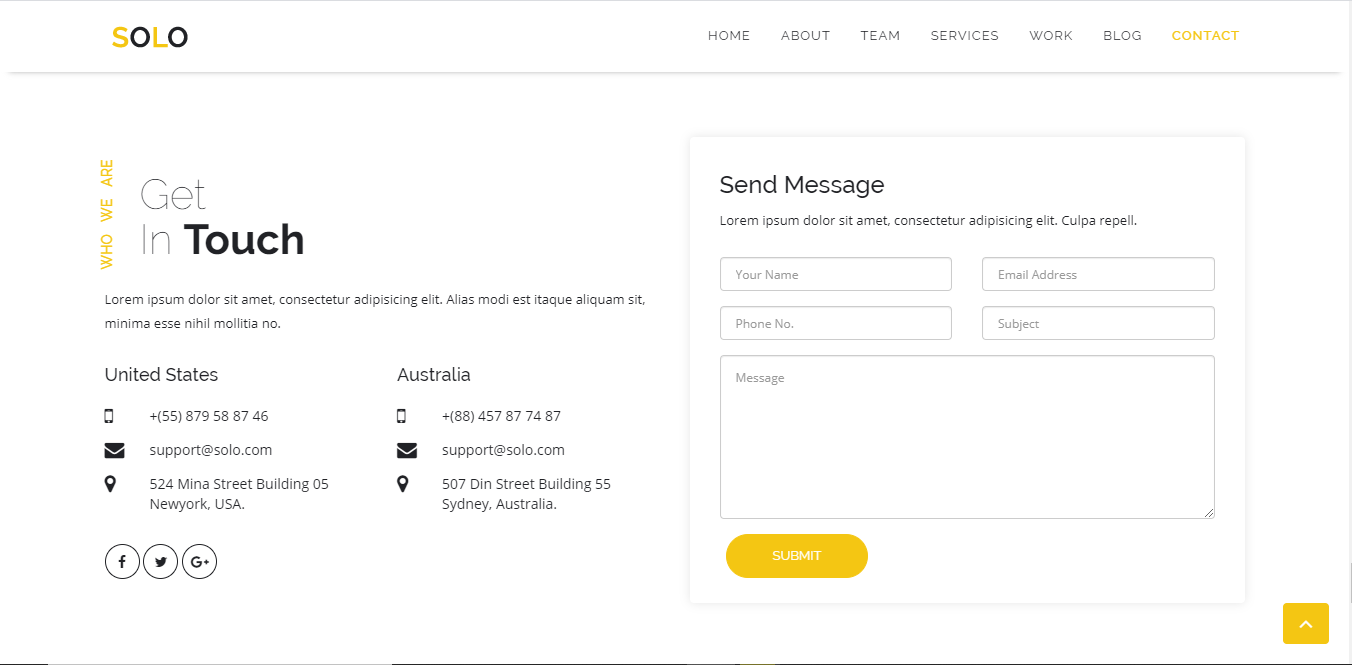 SOLO
HOME ABOUT TEAM SERVICES WORK BLOG CONTACT
WHO WE ARE
Get
In Touch
Lorem ipsum dolor sit amet, consectetur adipisicing elit. Alias modi est itaque aliquam sit,
minima esse nihil mollitia no.
United States
+(55) 879 58 87 46
support@solo.com
524 Mina Street Building 05
Newyork, USA.
Australia
+(88) 457 87 74 87
support@solo.com
507 Din Street Building 55
Sydney, Australia.
Send Message
Lorem ipsum dolor sit amet, consectetur adipisicing elit. Culpa repell.
Your Name
Email Address
Phone No.
Subject
Message
SUBMIT